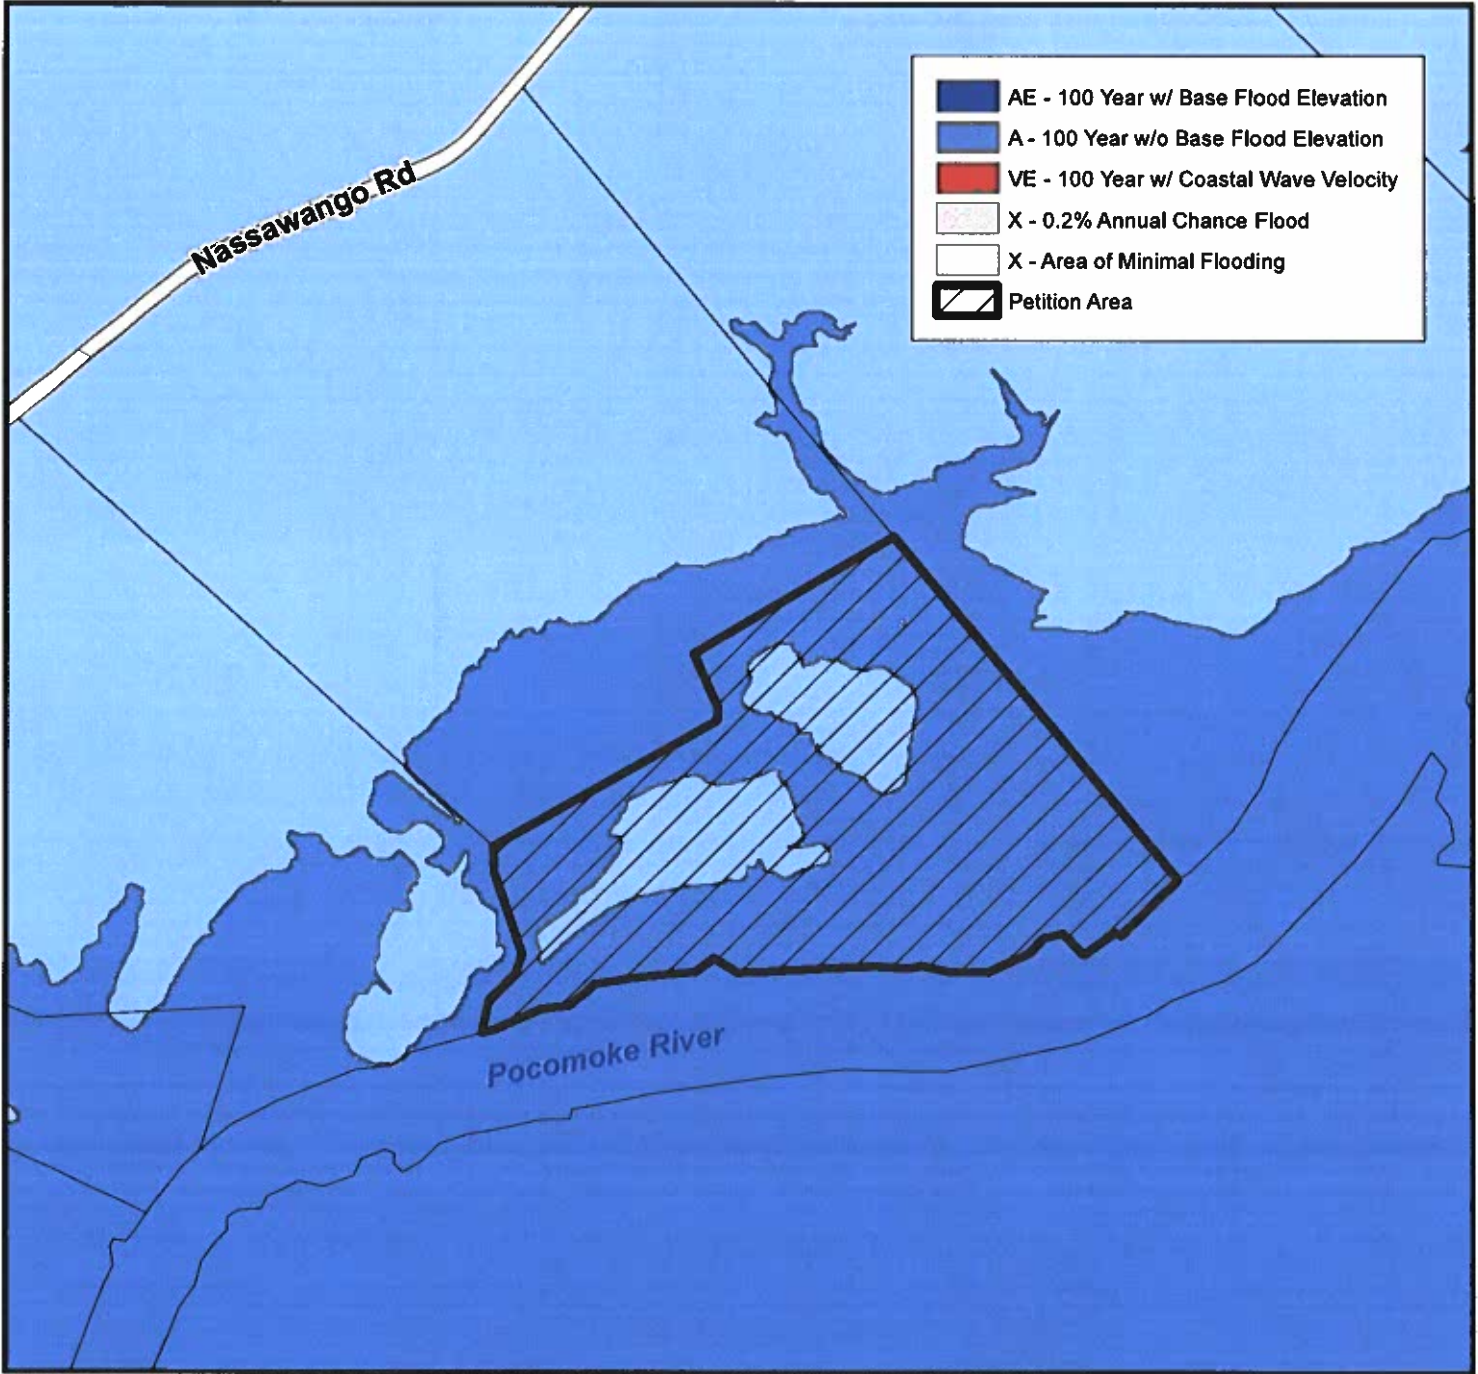 Nassawango Rd
AE - 100 Year w/ Base Flood Elevation
A - 100 Year w/o Base Flood Elevation
VE - 100 Year w/ Coastal Wave Velocity
X - 0.2% Annual Chance Flood
X - Area of Minimal Flooding
Petition Area
Pocomoke River